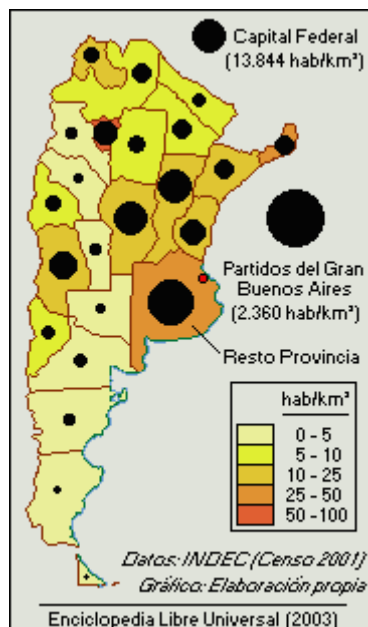 Capital Federal
(13.844 hab/km²)
Partidos del Gran
Buenos Aires
(2.360 hab/km²)
Resto Provincia
hab/km²
0 - 5
5 - 10
10 - 25
25 - 50
50 - 100
Datos: INDEC (Censo 2001)
Gráfico: Elaboración propia
Enciclopedia Libre Universal (2003)